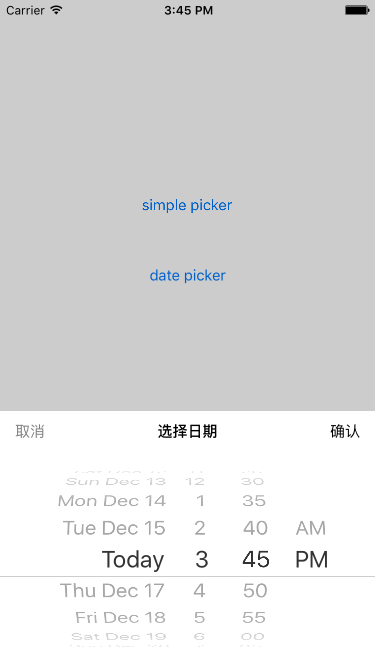 Carrier 3:45 PM
simple picker
date picker
取消 选择日期 确认
Sun Dec 13 12 30
Mon Dec 14 1 35
Tue Dec 15 2 40 AM
Today 3 45 PM
Thu Dec 17 4 50
Fri Dec 18 5 55
Sat Dec 19 6 00